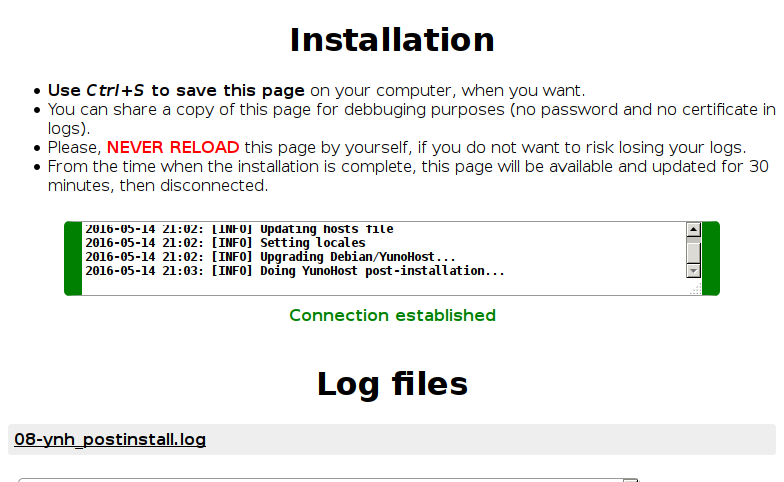 Installation
Use Ctrl+S to save this page on your computer, when you want.
You can share a copy of this page for debbuging purposes (no password and no certificate in
logs).
Please, NEVER RELOAD this page by yourself, if you do not want to risk losing your logs.
From the time when the installation is complete, this page will be available and updated for 30
minutes, then disconnected.
2016-05-14 21:02: [INFO] Updating hosts file
2016-05-14 21:02: [INFO] Setting locales
2016-05-14 21:02: [INFO] Upgrading Debian/YunoHost...
2016-05-14 21:03: [INFO] Doing YunoHost post-installation...
Connection established
Log files
08-ynh_postinstall.log